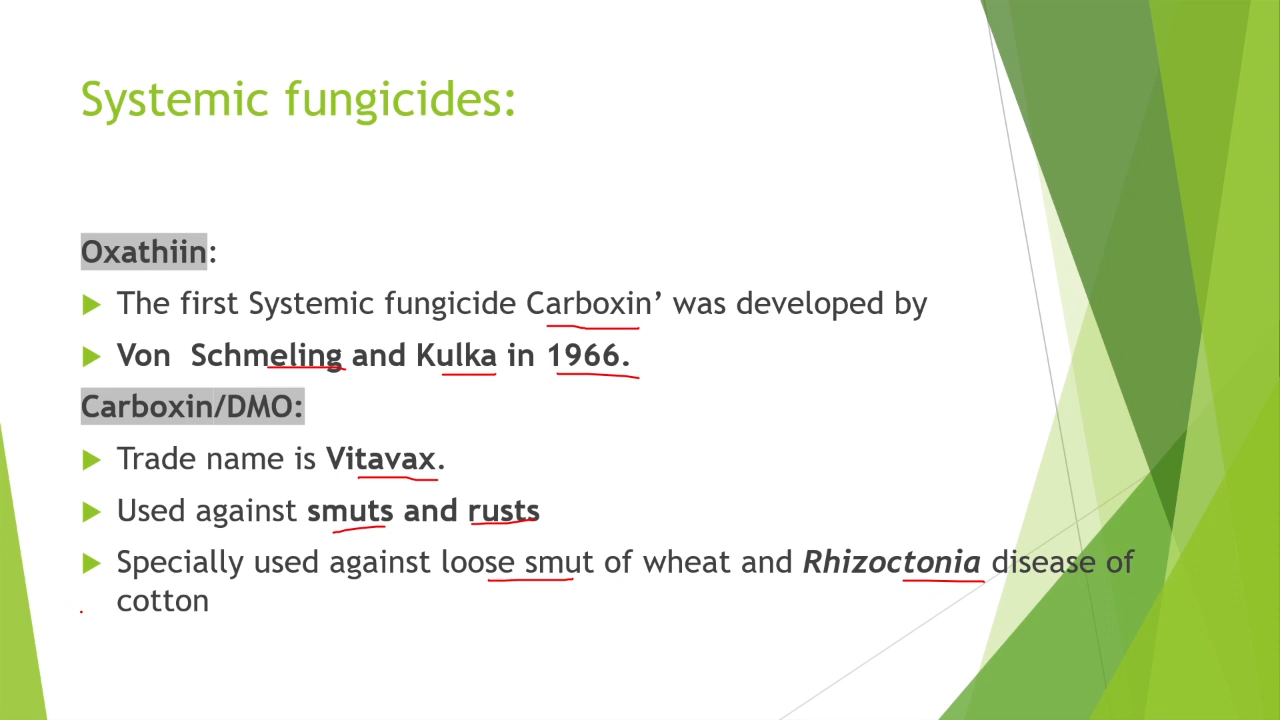 Systemic fungicides:
Oxathiin:
The first Systemic fungicide Carboxin’ was developed by
Von  Schmeling and Kulka in 1966.
Carboxin/DMO:
Trade name is Vitavax.
Used against smuts and rusts
Specially used against loose smut of wheat and Rhizoctonia disease of
cotton